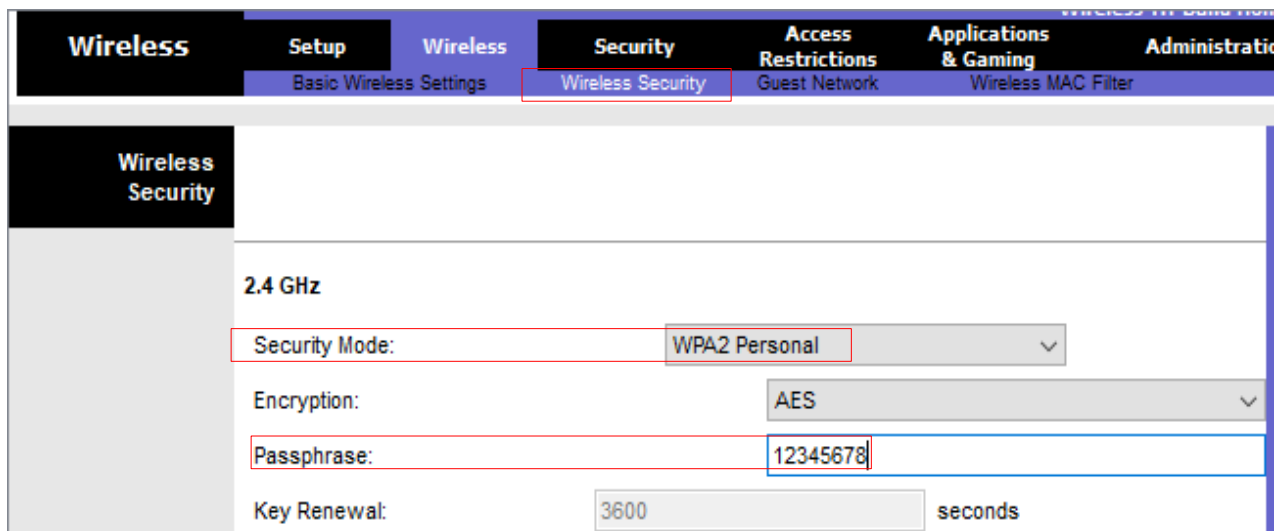 Wireless
Setup
Wireless
Security
Access Restrictions
Applications & Gaming
Administratio
Basic Wireless Settings
Wireless Security
Guest Network
Wireless MAC Filter
Wireless
Security
2.4 GHz
Security Mode: WPA2 Personal
Encryption: AES
Passphrase: 12345678
Key Renewal: 3600 seconds